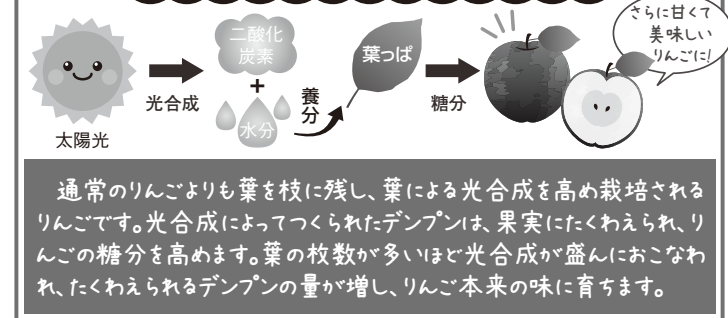 さらに甘くて
美味しい
りんごに!
二酸化
炭素
葉っぱ
+
光合成
養分
糖分
水分
太陽光
通常のりんごよりも葉を枝に残し、葉による光合成を高め栽培される
りんごです。光合成によってつくられたデンプンは、果実にたくわえられ、り
んごの糖分を高めます。葉の枚数が多いほど光合成が盛んにおこなわ
れ、たくわえられるデンプンの量が増し、りんご本来の味に育ちます。